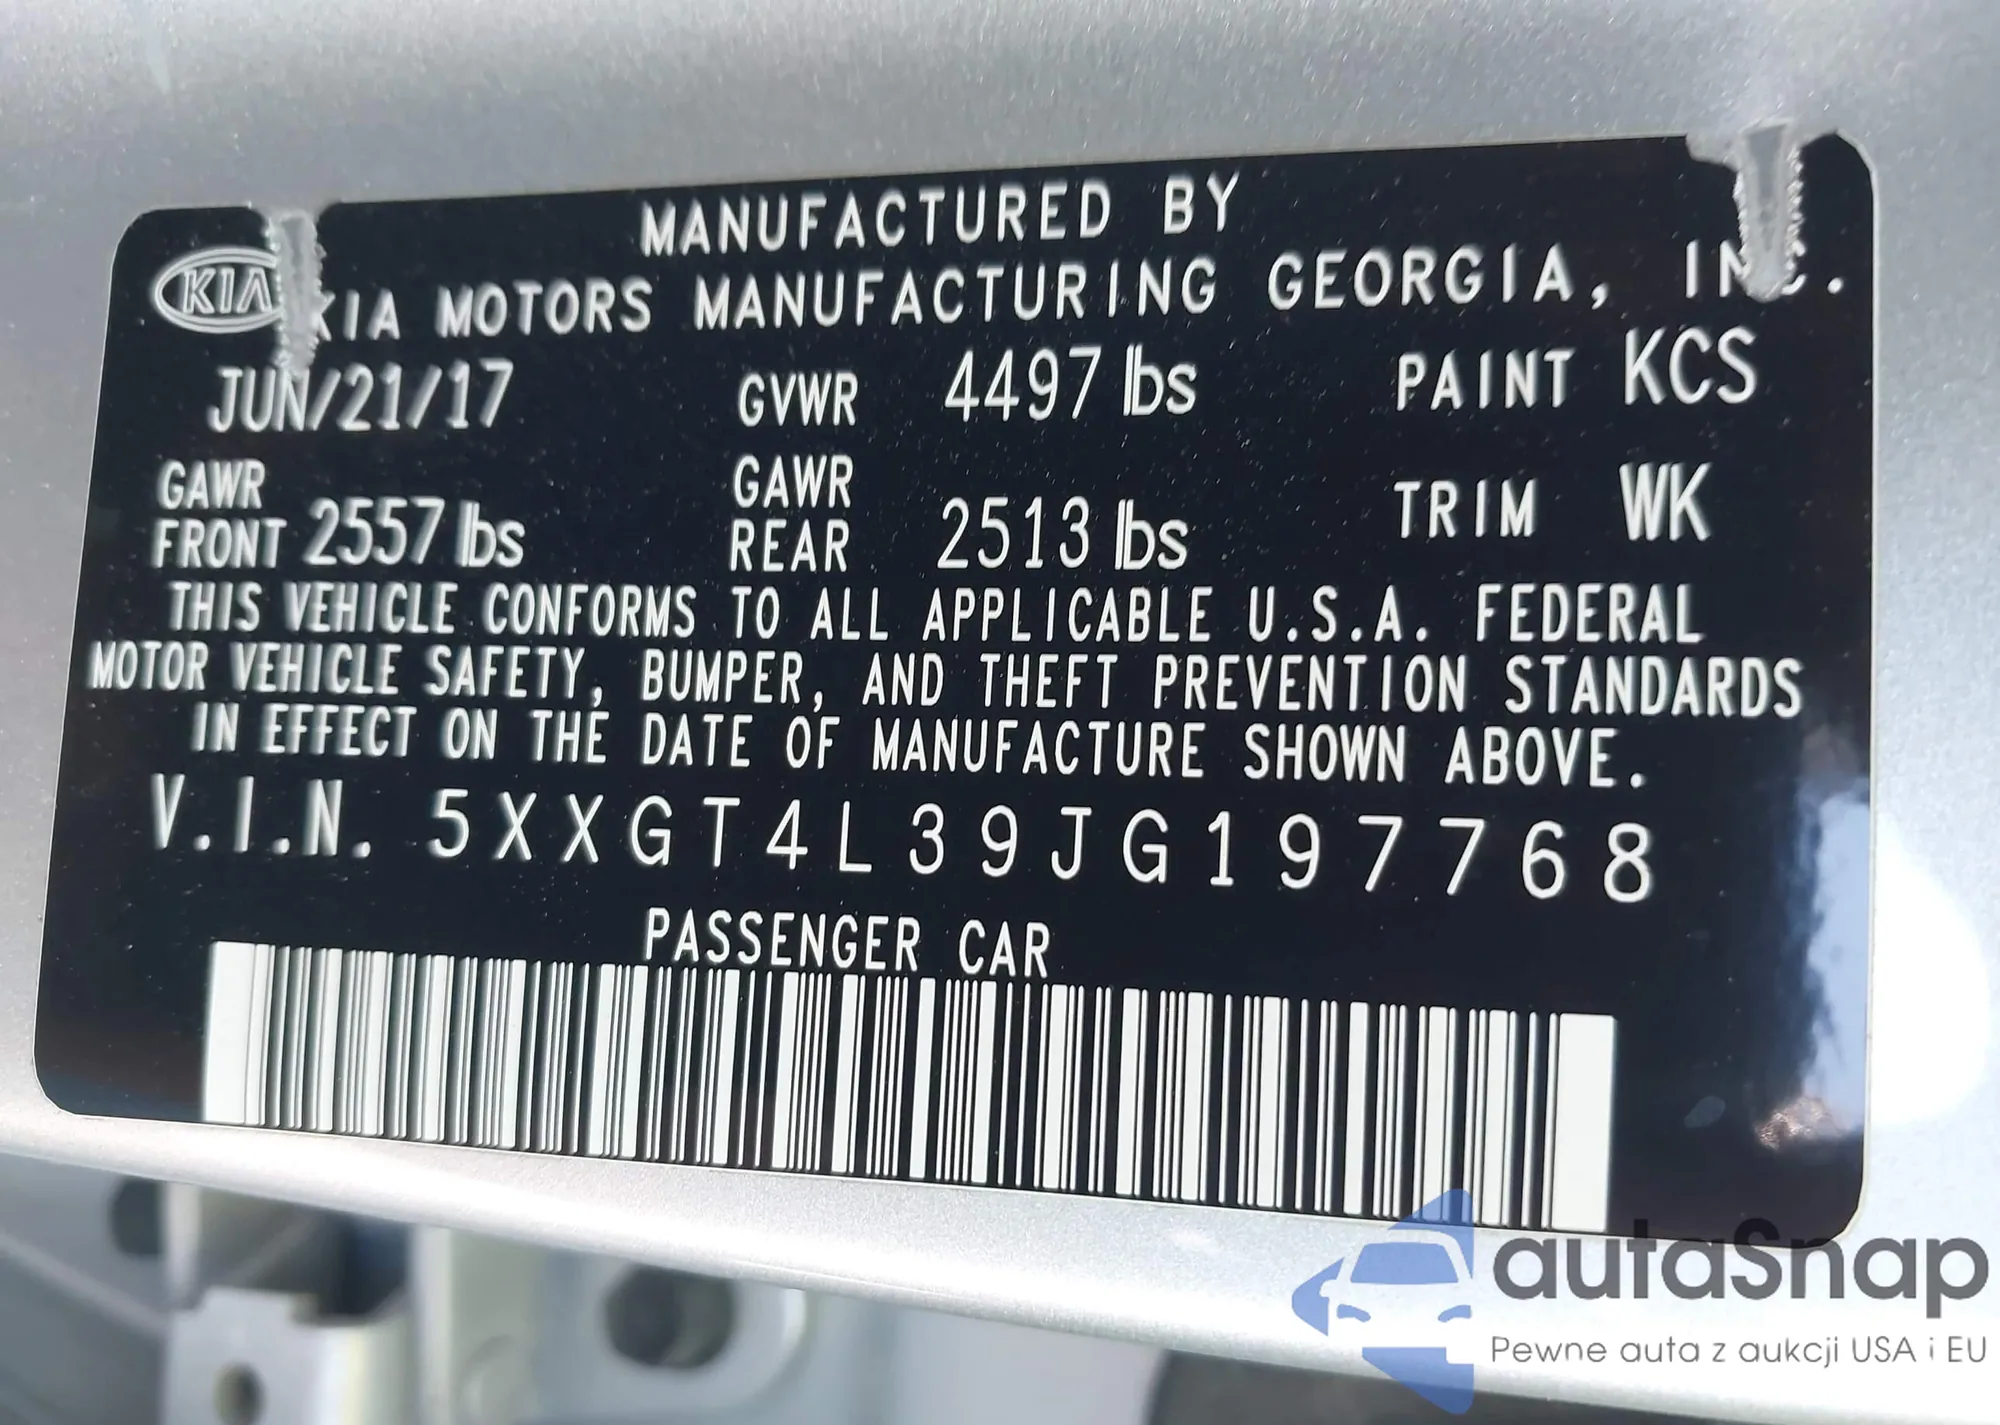 MANUFACTURED BY
KIA KIA MOTORS MANUFACTURING GEORGIA, INC.
JUN/21/17 GVWR 4497 lbs PAINT KCS
GAWR FRONT 2557 lbs GAWR REAR 2513 lbs TRIM WK
THIS VEHICLE CONFORMS TO ALL APPLICABLE U.S.A. FEDERAL
MOTOR VEHICLE SAFETY, BUMPER, AND THEFT PREVENTION STANDARDS
IN EFFECT ON THE DATE OF MANUFACTURE SHOWN ABOVE.
V.I.N. 5XXGT4L39JG197768
PASSENGER CAR
autaSnap
Pewne auta z aukcji USA i EU